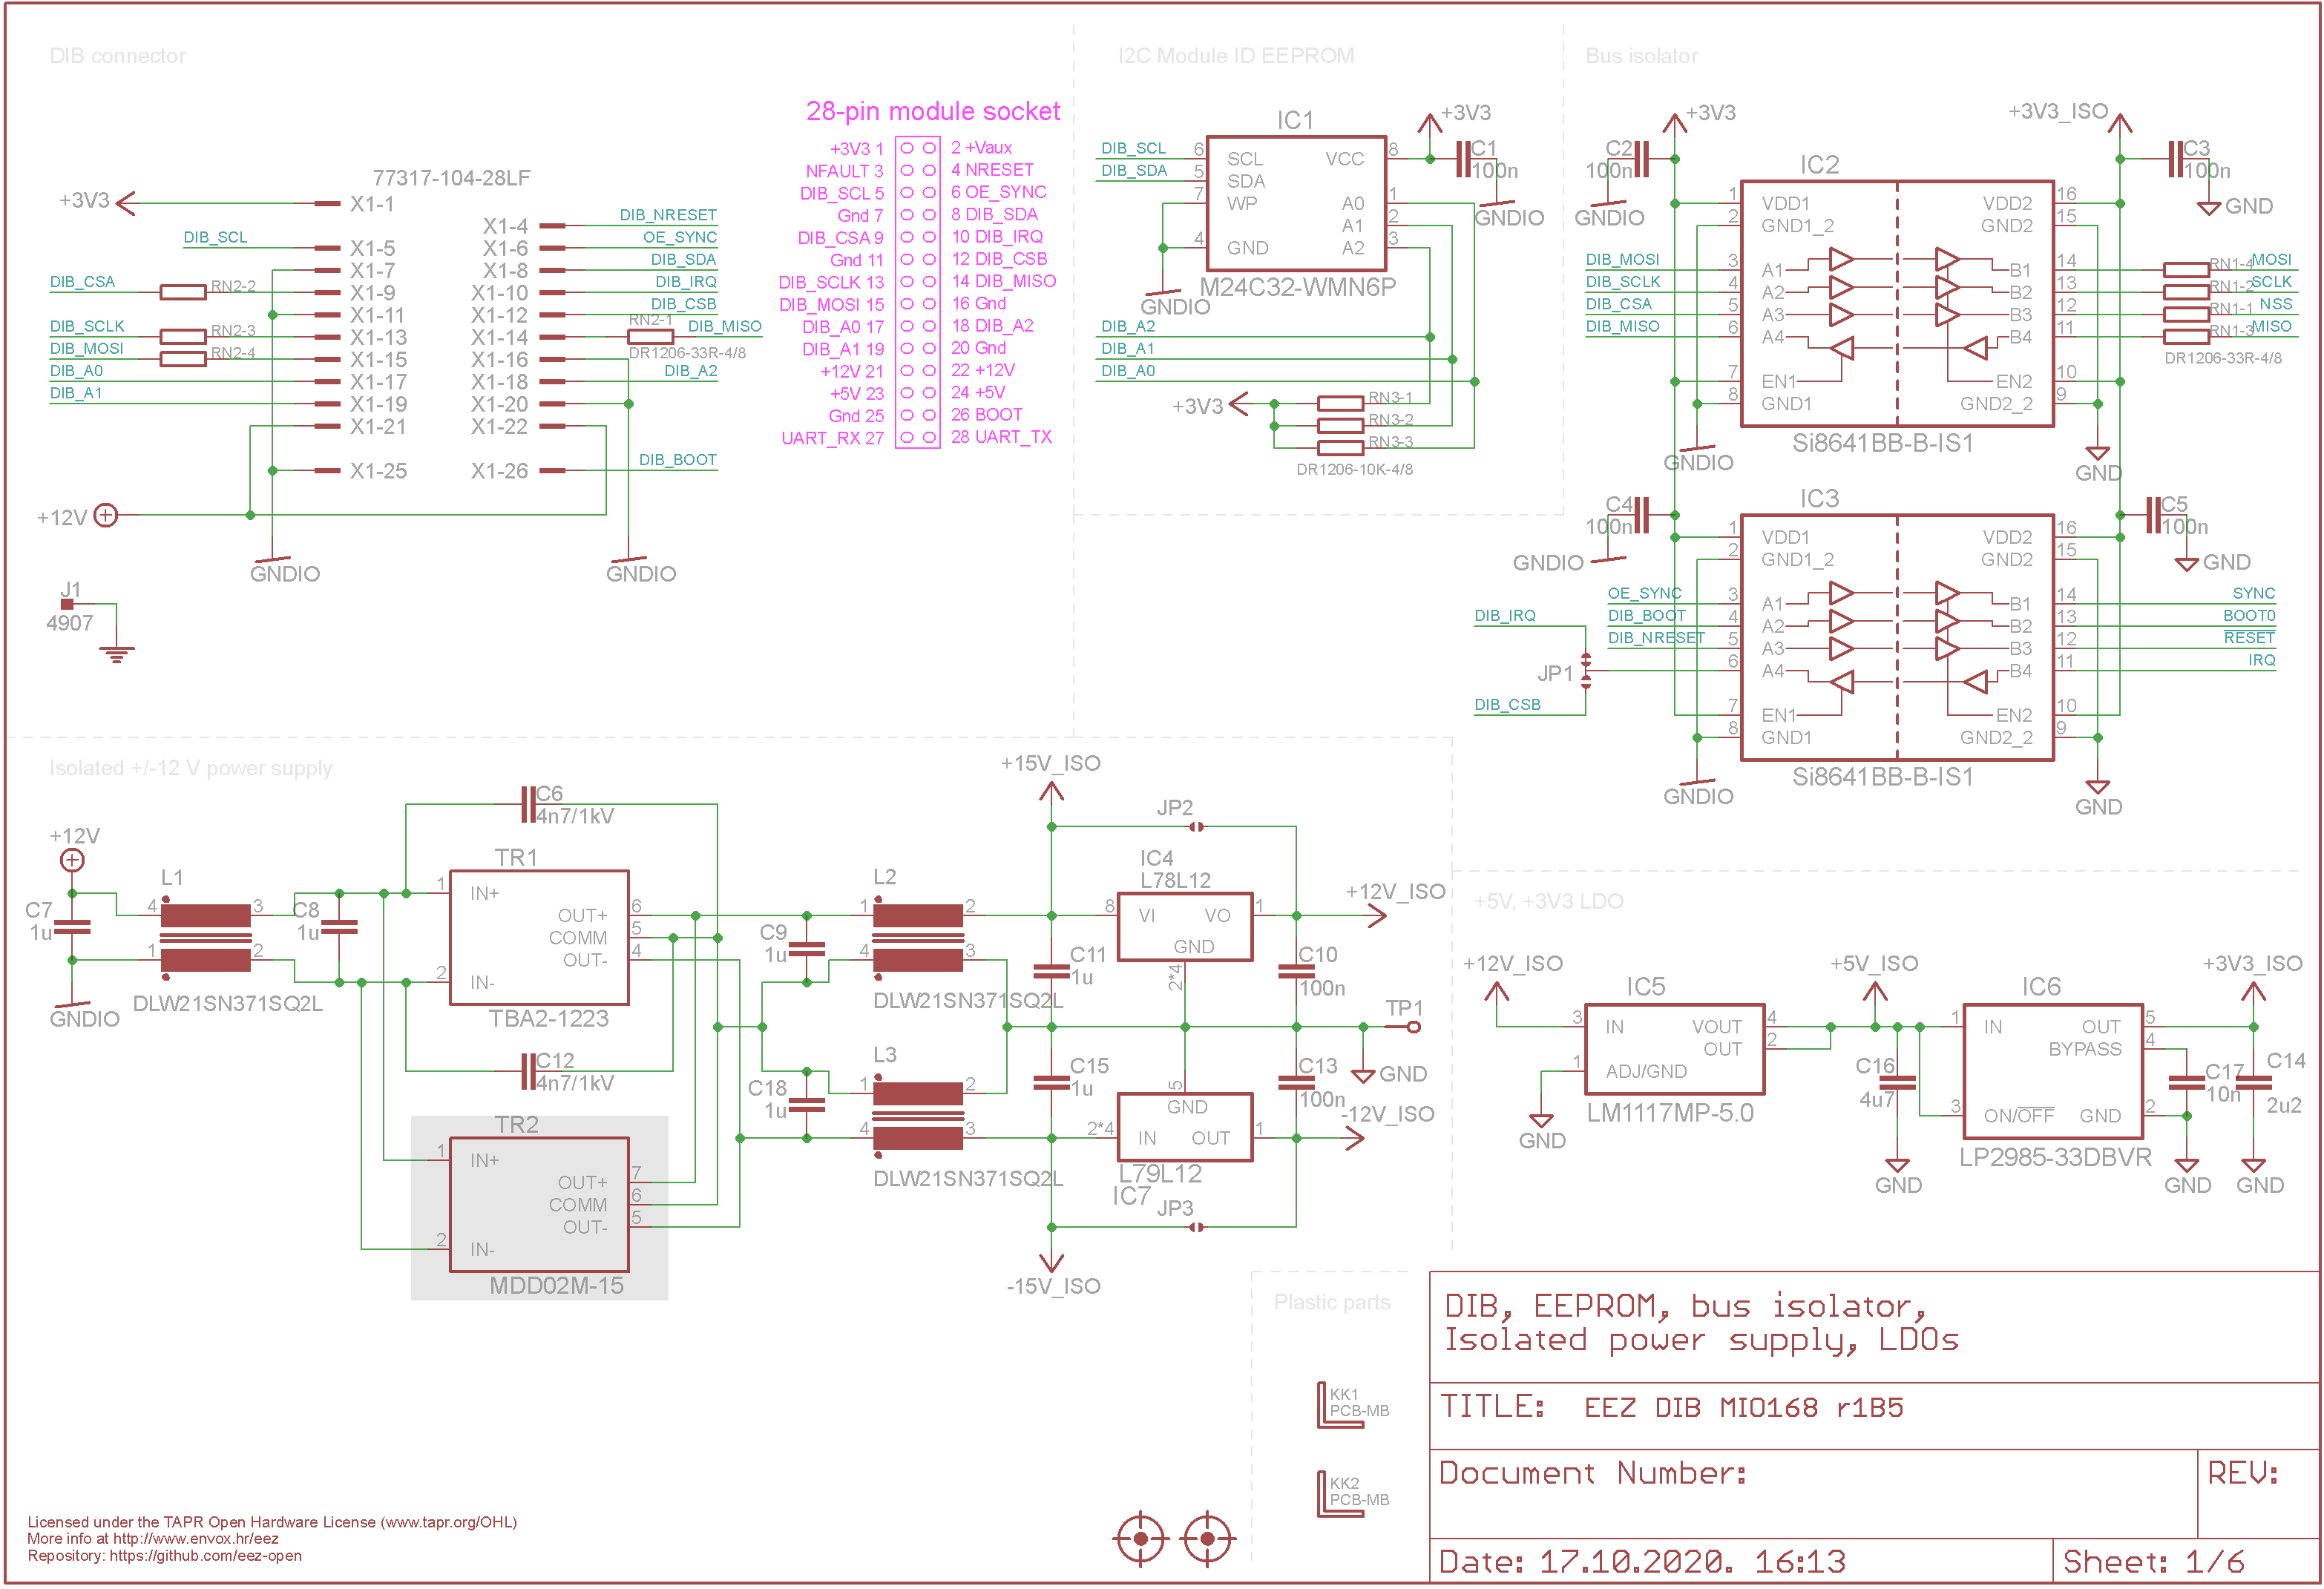 DIB connector
77317-104-28LF
+3V3
X1-1
X1-4
DIB_NRESET
DIB_SCL
X1-5
X1-6
OE_SYNC
X1-7
X1-8
DIB_SDA
DIB_CSA
RN2-2
X1-9
X1-10
DIB_IRQ
X1-11
X1-12
DIB_CSB
DIB_SCLK
RN2-3
X1-13
X1-14
RN2-1
DIB_MISO
DR1206-33R-4/8
DIB_MOSI
RN2-4
X1-15
X1-16
DIB_A0
X1-17
X1-18
DIB_A2
DIB_A1
X1-19
X1-20
X1-21
X1-22
X1-25
X1-26
DIB_BOOT
+12V
GNDIO
GNDIO
J1
4907
28-pin module socket
+3V3 1
2 +Vaux
NFAULT 3
4 NRESET
DIB_SCL 5
6 OE_SYNC
Gnd 7
8 DIB_SDA
DIB_CSA 9
10 DIB_IRQ
Gnd 11
12 DIB_CSB
DIB_SCLK 13
14 DIB_MISO
DIB_MOSI 15
16 Gnd
DIB_A0 17
18 DIB_A2
DIB_A1 19
20 Gnd
+12V 21
22 +12V
+5V 23
24 +5V
Gnd 25
26 BOOT
UART_RX 27
28 UART_TX
I2C Module ID EEPROM
IC1
+3V3
DIB_SCL
6
SCL
VCC
8
C1
100n
DIB_SDA
5
SDA
7
WP
A0
1
A1
2
4
GND
A2
3
GNDIO
M24C32-WMN6P
GNDIO
DIB_A2
DIB_A1
DIB_A0
+3V3
RN3-1
RN3-2
RN3-3
DR1206-10K-4/8
Bus isolator
+3V3
+3V3_ISO
C2
100n
IC2
C3
100n
GNDIO
GND
1
VDD1
VDD2
16
2
GND1_2
GND2
15
DIB_MOSI
3
A1
B1
14
RN1-4
MOSI
DIB_SCLK
4
A2
B2
13
RN1-2
SCLK
DIB_CSA
5
A3
B3
12
RN1-1
NSS
DIB_MISO
6
A4
B4
11
RN1-3
MISO
DR1206-33R-4/8
7
EN1
EN2
10
8
GND1
GND2_2
9
Si8641BB-B-IS1
GNDIO
GND
C4
100n
IC3
C5
100n
GNDIO
GND
1
VDD1
VDD2
16
2
GND1_2
GND2
15
OE_SYNC
3
A1
B1
14
SYNC
DIB_IRQ
DIB_BOOT
4
A2
B2
13
BOOT0
DIB_NRESET
5
A3
B3
12
RESET
JP1
6
A4
B4
11
IRQ
DIB_CSB
7
EN1
EN2
10
8
GND1
GND2_2
9
Si8641BB-B-IS1
GNDIO
GND
Isolated +/-12 V power supply
+12V
C7
1u
GNDIO
L1
4
3
1
2
DLW21SN371SQ2L
C8
1u
C6
4n7/1kV
TR1
1
IN+
OUT+
6
COMM
5
OUT-
4
2
IN-
TBA2-1223
C12
4n7/1kV
TR2
1
IN+
OUT+
7
COMM
6
OUT-
5
2
IN-
MDD02M-15
C9
1u
L2
1
2
4
3
DLW21SN371SQ2L
C18
1u
L3
1
2
4
3
DLW21SN371SQ2L
+15V_ISO
JP2
IC4
L78L12
8
VI
VO
1
GND
2*4
+12V_ISO
C11
1u
C10
100n
TP1
GND
C15
1u
C13
100n
5
GND
2*4
IN
OUT
1
-12V_ISO
L79L12
IC7
JP3
-15V_ISO
+5V, +3V3 LDO
+12V_ISO
IC5
3
IN
VOUT
4
OUT
2
1
ADJ/GND
LM1117MP-5.0
GND
+5V_ISO
C16
4u7
GND
IC6
1
IN
OUT
5
BYPASS
4
3
ON/OFF
GND
2
LP2985-33DBVR
+3V3_ISO
C17
10n
C14
2u2
GND
GND
Plastic parts
KK1
PCB-MB
KK2
PCB-MB
DIB, EEPROM, bus isolator,
Isolated power supply, LDOs
TITLE: EEZ DIB MIO168 r1B5
Document Number:
REV:
Date: 17.10.2020. 16:13
Sheet: 1/6
Licensed under the TAPR Open Hardware License (www.tapr.org/OHL)
More info at http://www.envox.hr/eez
Repository: https://github.com/eez-open